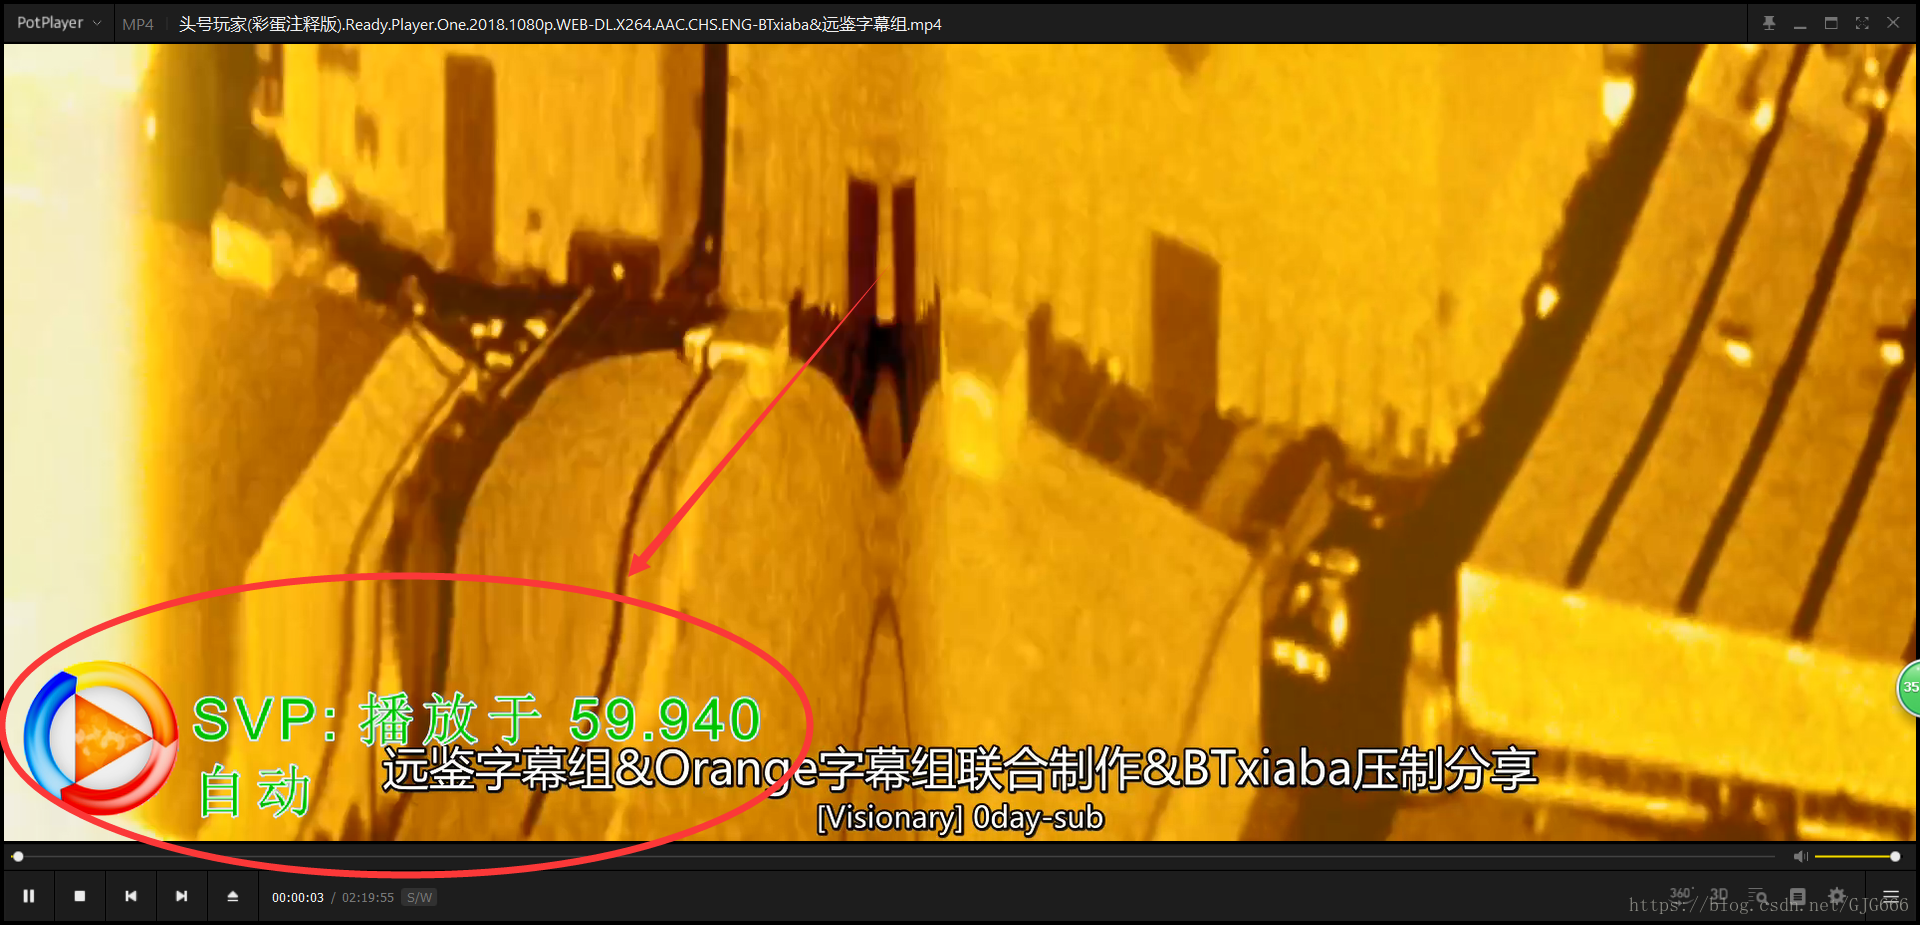 PotPlayer
MP4
头号玩家(彩蛋注释版).Ready.Player.One.2018.1080p.WEB-DL.X264.AAC.CHS.ENG-BTxiaba&远鉴字幕组.mp4
35
SVP: 播放于 59.940
自动
远鉴字幕组&Orange字幕组联合制作&BTxiaba压制分享
[Visionary] 0day-sub
00:00:03 / 02:19:55 S/W
360°
3D
https://blog.csdn.net/GJG666